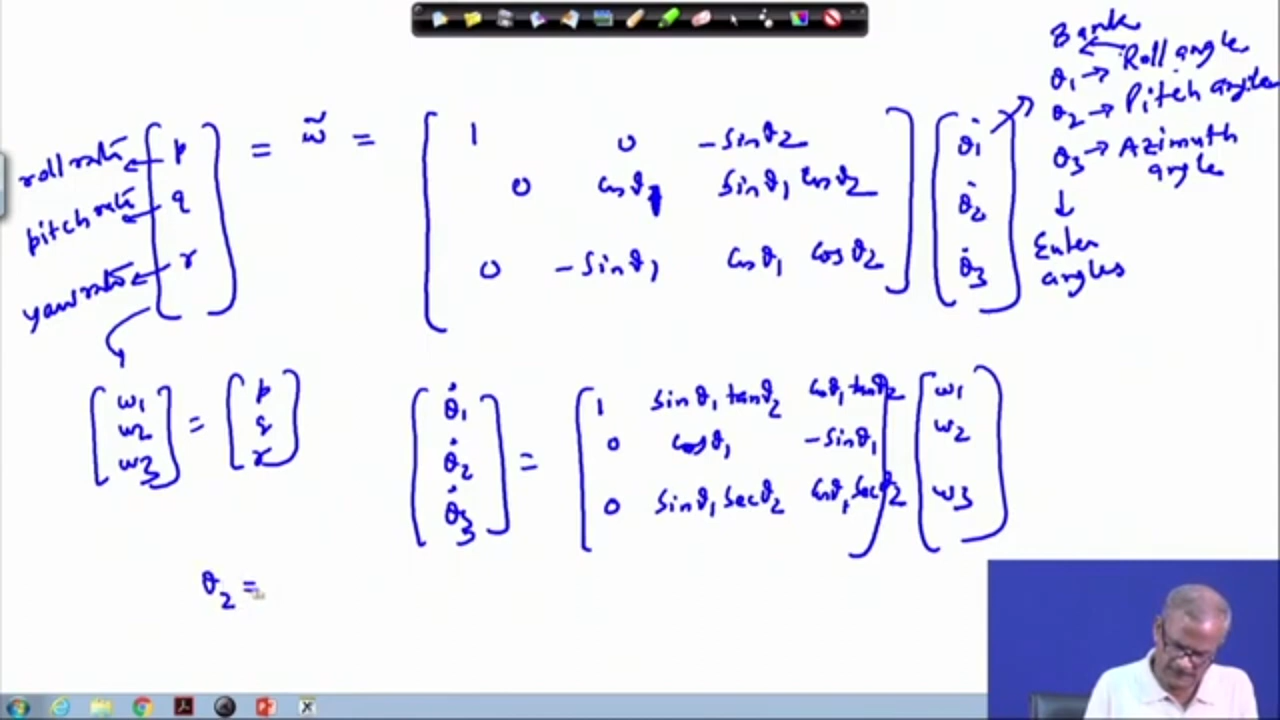 Bank
θ1 → Roll angle
θ2 → Pitch angle
θ3 → Azimuth angle
↓
Euler angles
roll rate ← p
pitch rate ← q
yaw rate ← r
[p q r] = ω̃ = [1 0 -sinθ2
0 cosθ1 sinθ1 cosθ2
0 -sinθ1 cosθ1 cosθ2] [θ̇1 θ̇2 θ̇3]
[ω1 ω2 ω3] = [p q r]
[θ̇1 θ̇2 θ̇3] = [1 sinθ1 tanθ2 cosθ1 tanθ2
0 cosθ1 -sinθ1
0 sinθ1 secθ2 cosθ1 secθ2] [ω1 ω2 ω3]
θ2 =